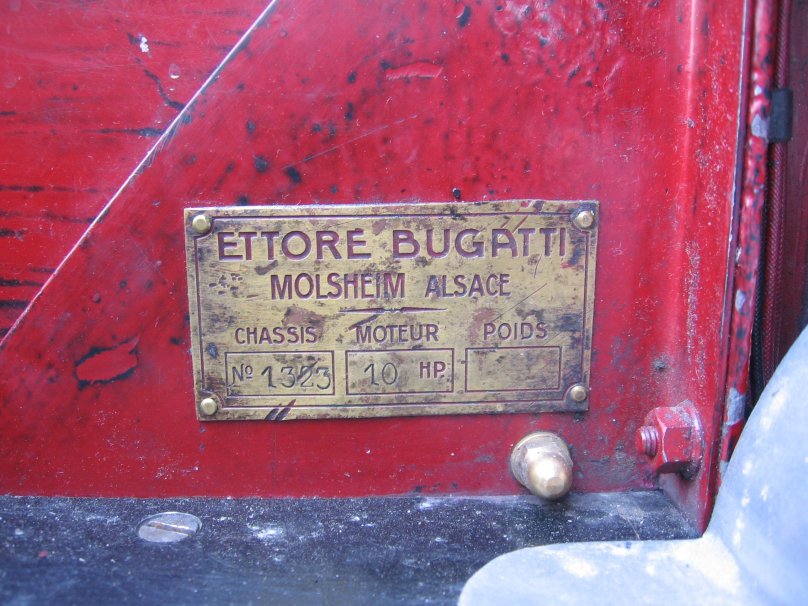 ETTORE BUGATTI
MOLSHEIM ALSACE
CHASSIS MOTEUR POIDS
Nº 1323 10 HP.